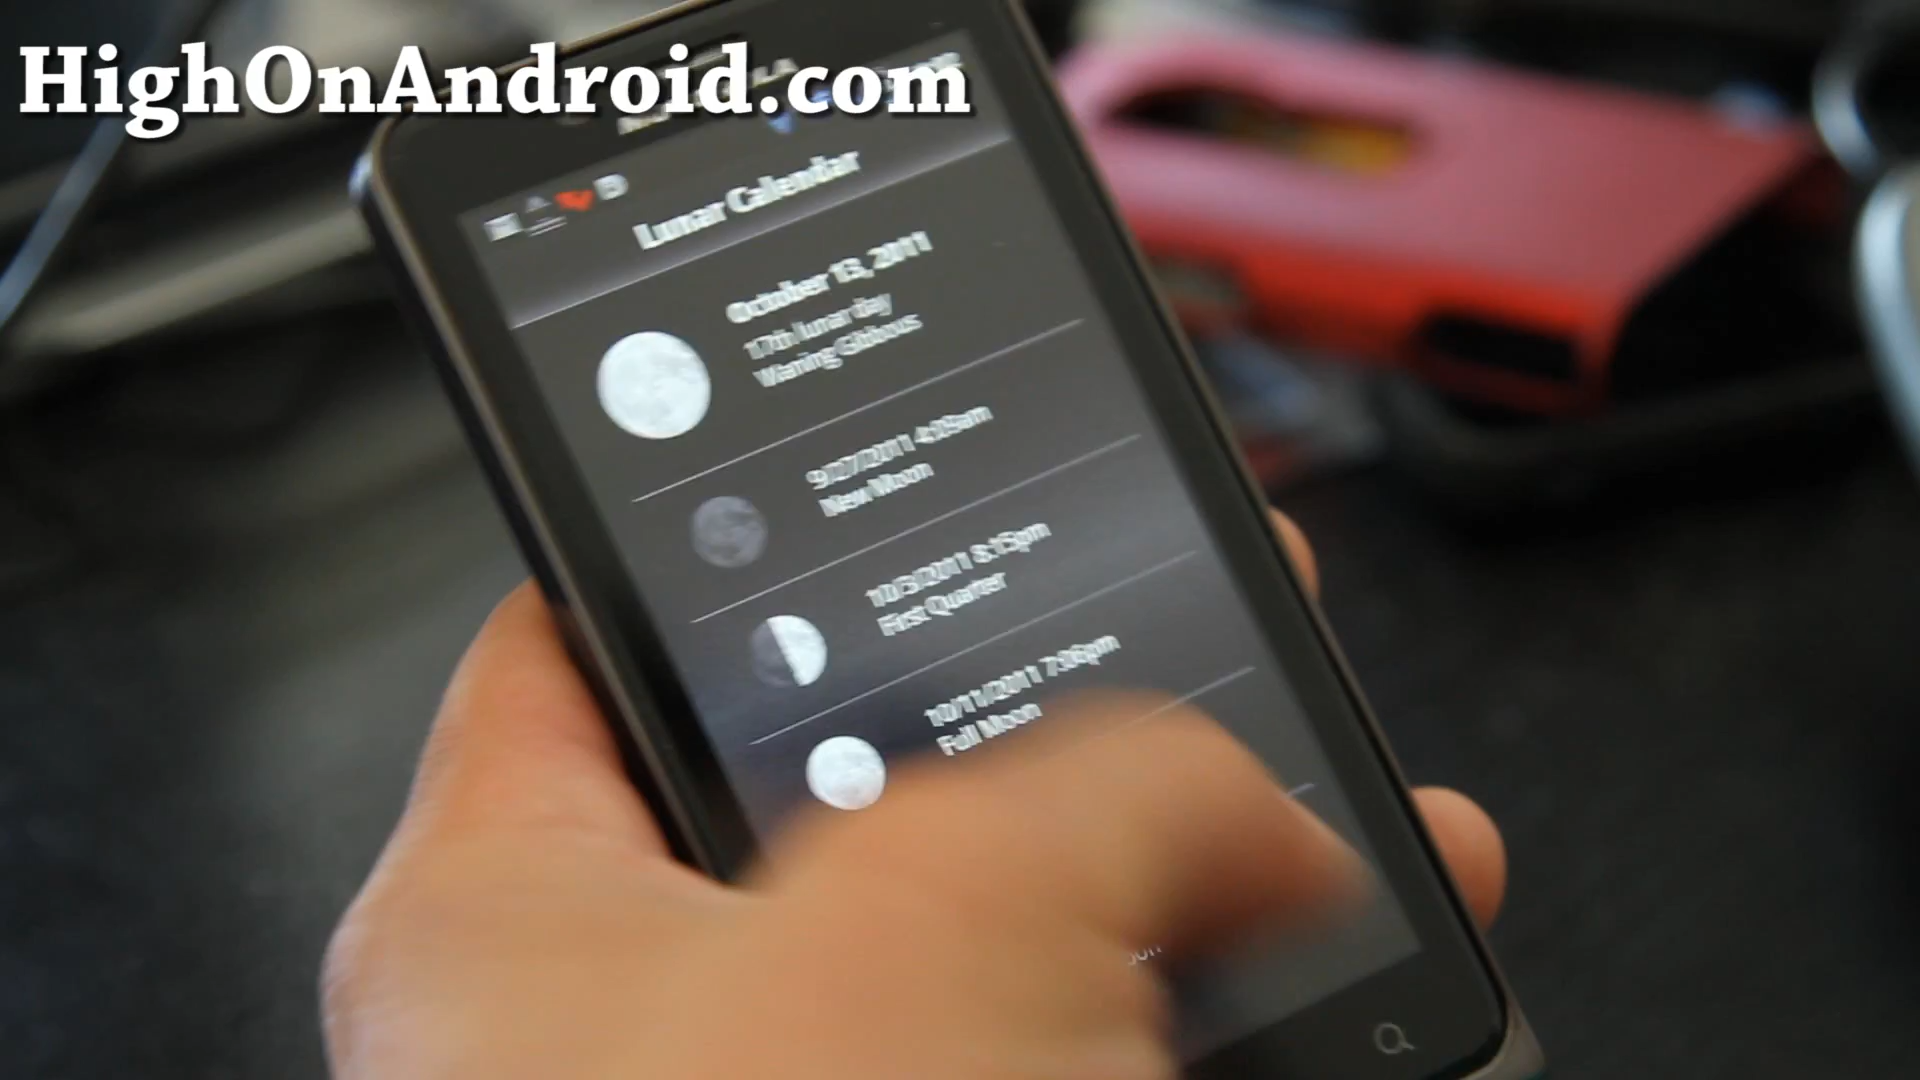 HighOnAndroid.com
Lunar Calendar
October 13, 2011
17th lunar day
Waning Gibbous
9/27/2011 4:09am
New Moon
10/3/2011 8:15pm
First Quarter
10/11/2011 7:06pm
Full Moon